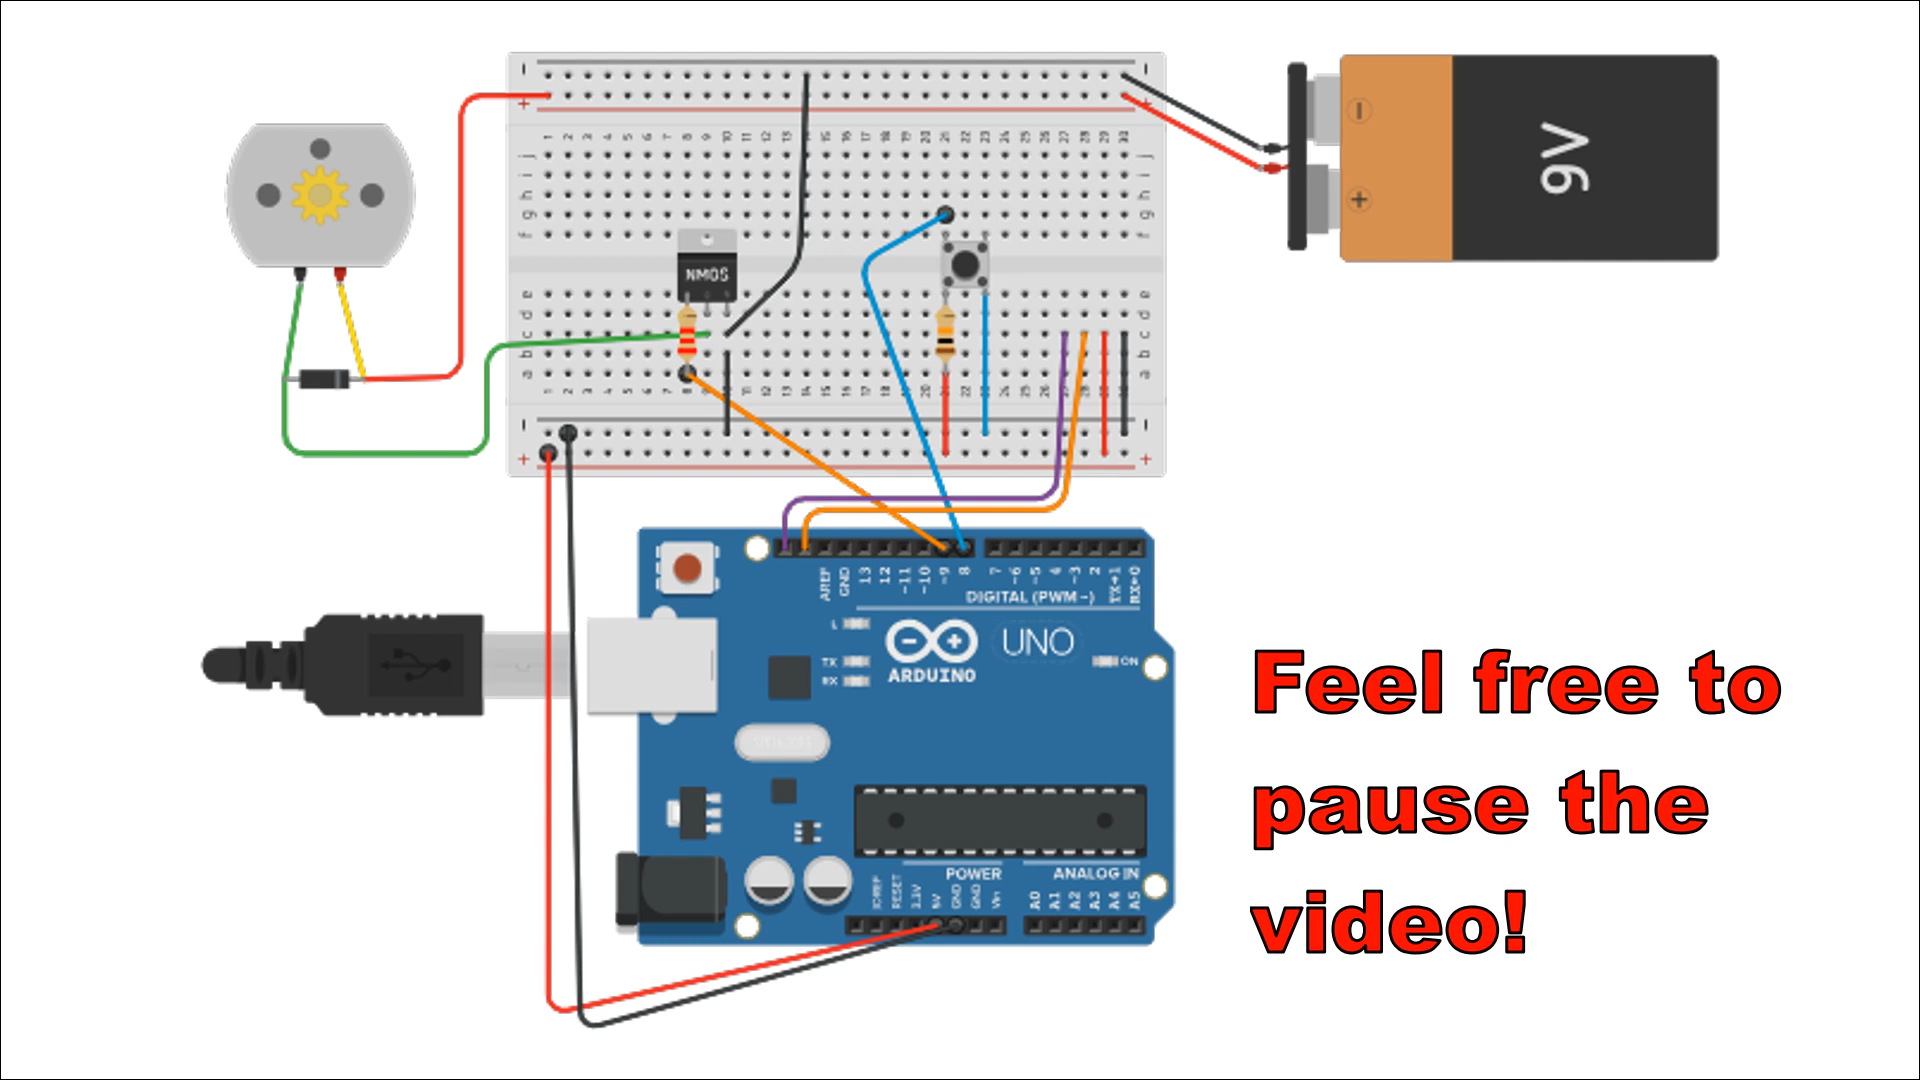 9V
NMOS
AREF
GND
13
12
~11
~10
~9
8
7
~6
~5
4
~3
2
TX→1
RX←0
DIGITAL (PWM~)
L
TX
RX
ARDUINO
UNO
ON
POWER
ANALOG IN
IOREF
RESET
3.3V
5V
GND
GND
Vin
A0
A1
A2
A3
A4
A5
Feel free to
pause the
video!